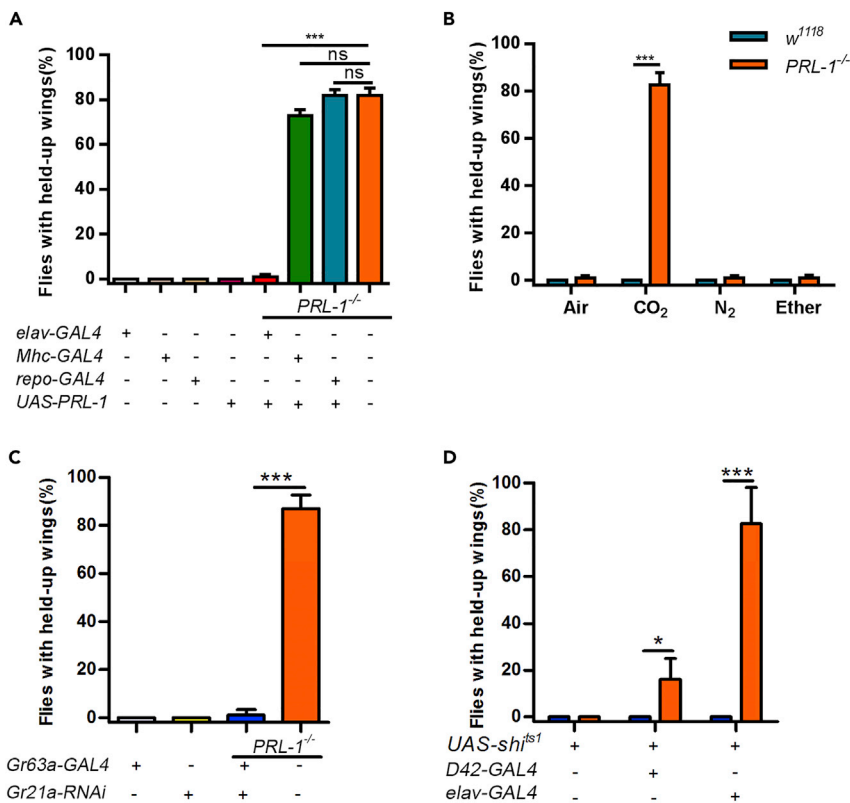 A
Flies with held-up wings(%)
100
80
60
40
20
0
***
ns
ns
PRL-1-/-
elav-GAL4 + - - - + - - -
Mhc-GAL4 - + - - - + - -
repo-GAL4 - - + - - - + -
UAS-PRL-1 - - - + + + + -
B
Flies with held-up wings(%)
100
80
60
40
20
0
***
w1118
PRL-1-/-
Air CO2 N2 Ether
C
Flies with held-up wings(%)
100
80
60
40
20
0
***
PRL-1-/-
Gr63a-GAL4 + - + -
Gr21a-RNAi - + + -
D
Flies with held-up wings(%)
100
80
60
40
20
0
*
***
UAS-shits1 + + +
D42-GAL4 - + -
elav-GAL4 - - +